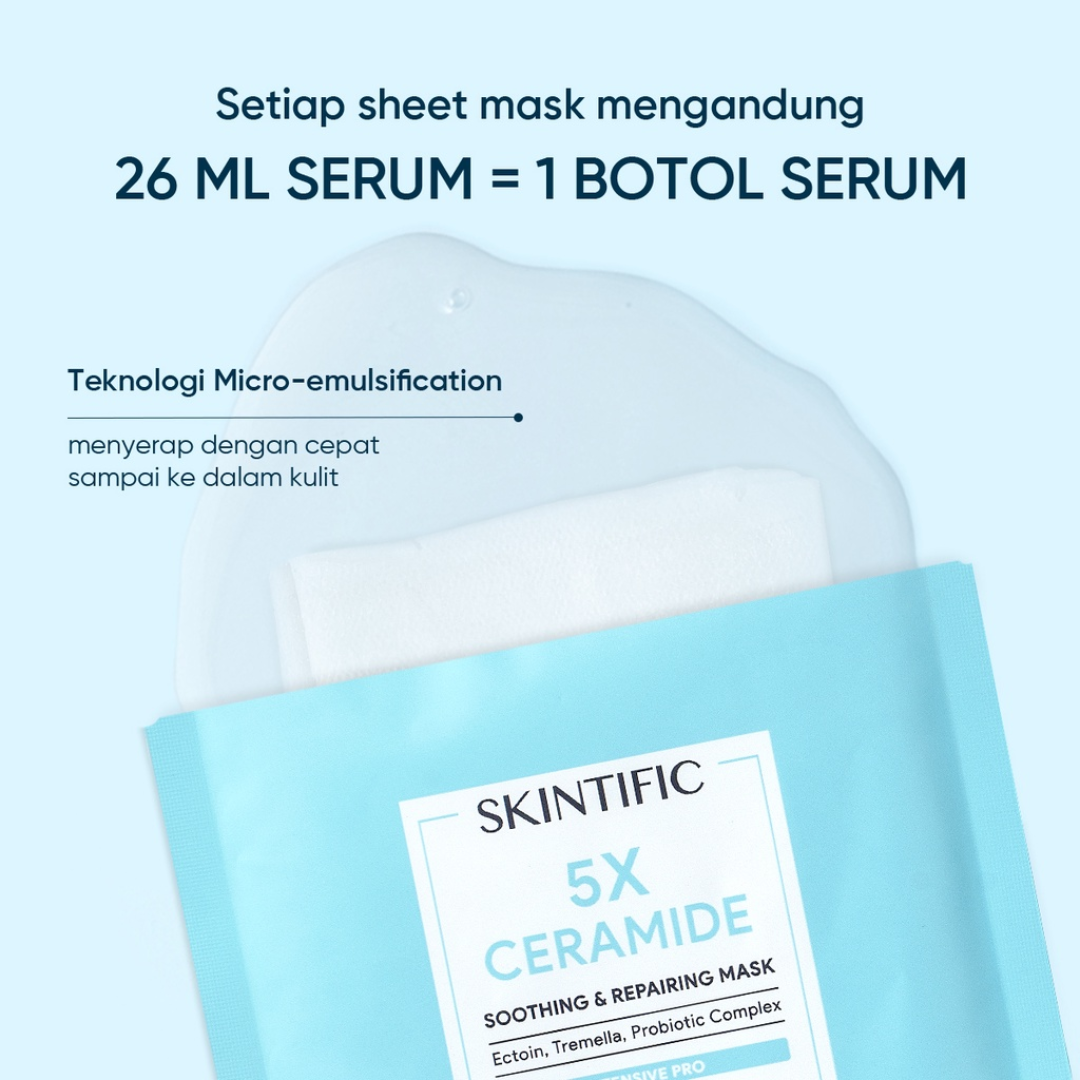 Setiap sheet mask mengandung
26 ML SERUM = 1 BOTOL SERUM
Teknologi Micro-emulsification
menyerap dengan cepat
sampai ke dalam kulit
SKINTIFIC
5X
CERAMIDE
SOOTHING & REPAIRING MASK
Ectoin, Tremella, Probiotic Complex
PRO